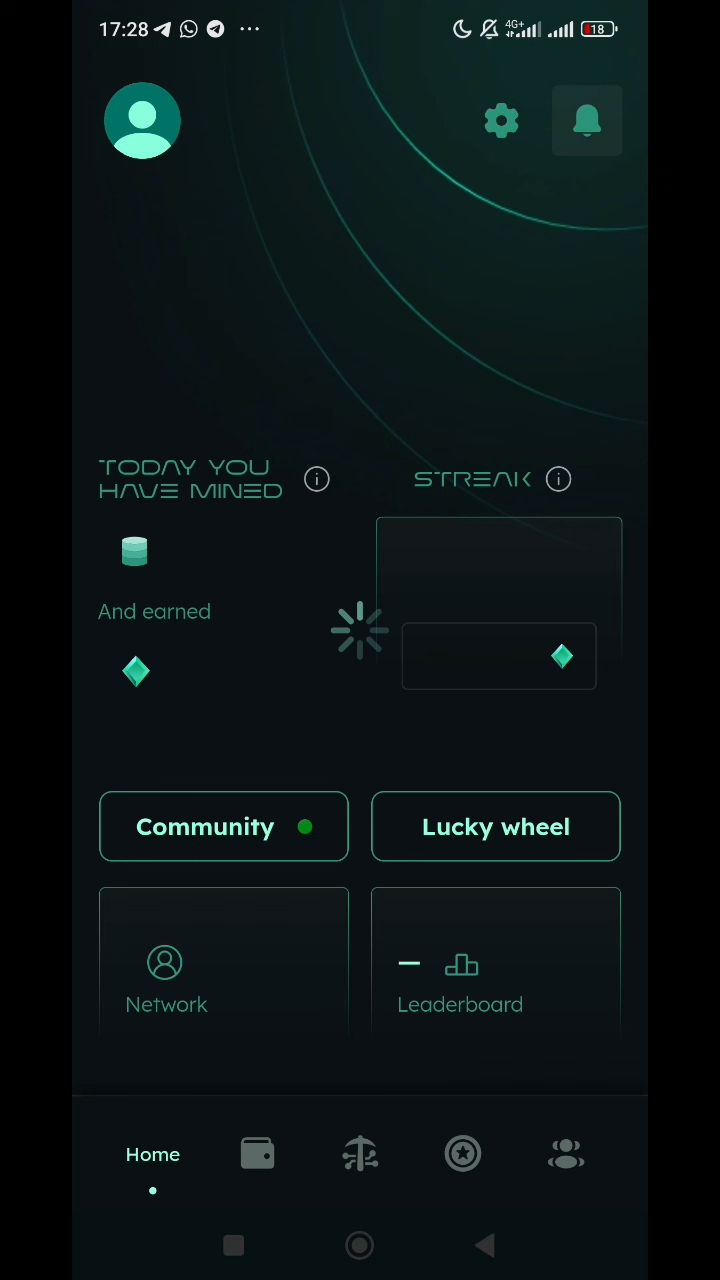 17:28
4G+
18
TODAY YOU
HAVE MINED
STREAK
And earned
Community
Lucky wheel
Network
Leaderboard
Home